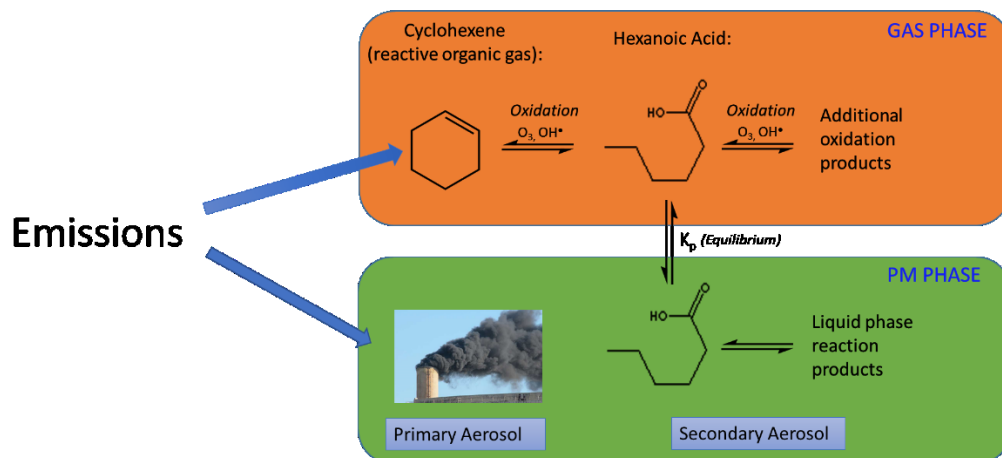 GAS PHASE
Cyclohexene
(reactive organic gas):
Hexanoic Acid:
Oxidation
O₃, OH•
HO
O
Oxidation
O₃, OH•
Additional
oxidation
products
Emissions
Kₚ (Equilibrium)
PM PHASE
HO
O
Liquid phase
reaction
products
Primary Aerosol
Secondary Aerosol